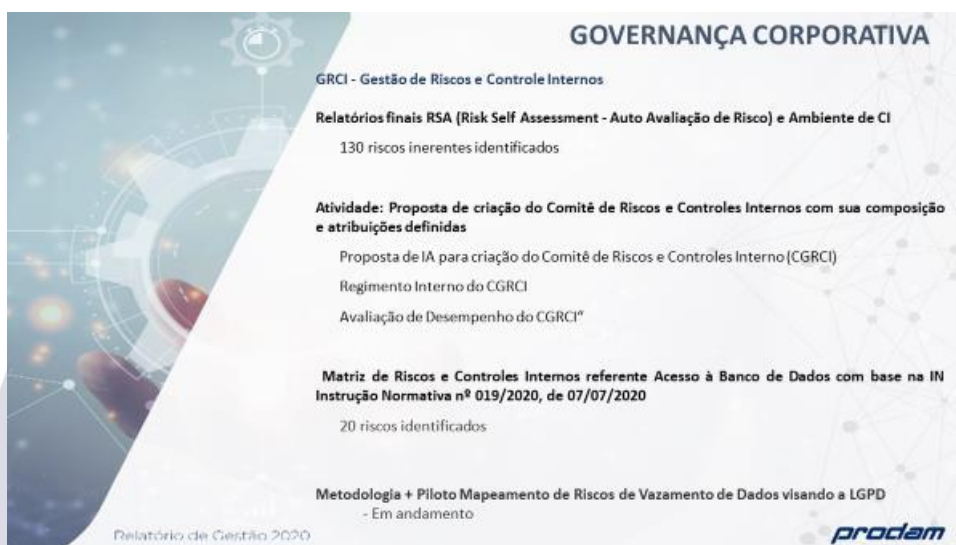 GOVERNANÇA CORPORATIVA
GRCI - Gestão de Riscos e Controle Internos
Relatórios finais RSA (Risk Self Assessment - Auto Avaliação de Risco) e Ambiente de CI
130 riscos inerentes identificados
Atividade: Proposta de criação do Comitê de Riscos e Controles Internos com sua composição
e atribuições definidas
Proposta de IA para criação do Comitê de Riscos e Controles Interno (CGRCI)
Regimento Interno do CGRCI
Avaliação de Desempenho do CGRCI”
Matriz de Riscos e Controles Internos referente Acesso à Banco de Dados com base na IN
Instrução Normativa nº 019/2020, de 07/07/2020
20 riscos identificados
Metodologia + Piloto Mapeamento de Riscos de Vazamento de Dados visando a LGPD
- Em andamento
Relatório de Gestão 2020
prodam